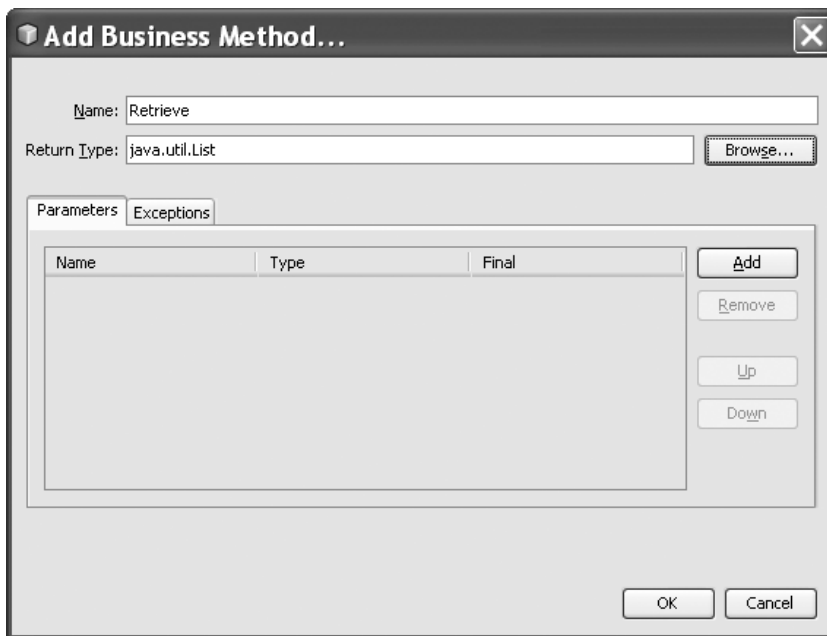 Add Business Method...
Name: Retrieve
Return Type: java.util.List Browse...
Parameters Exceptions
Name Type Final
Add
Remove
Up
Down
OK Cancel